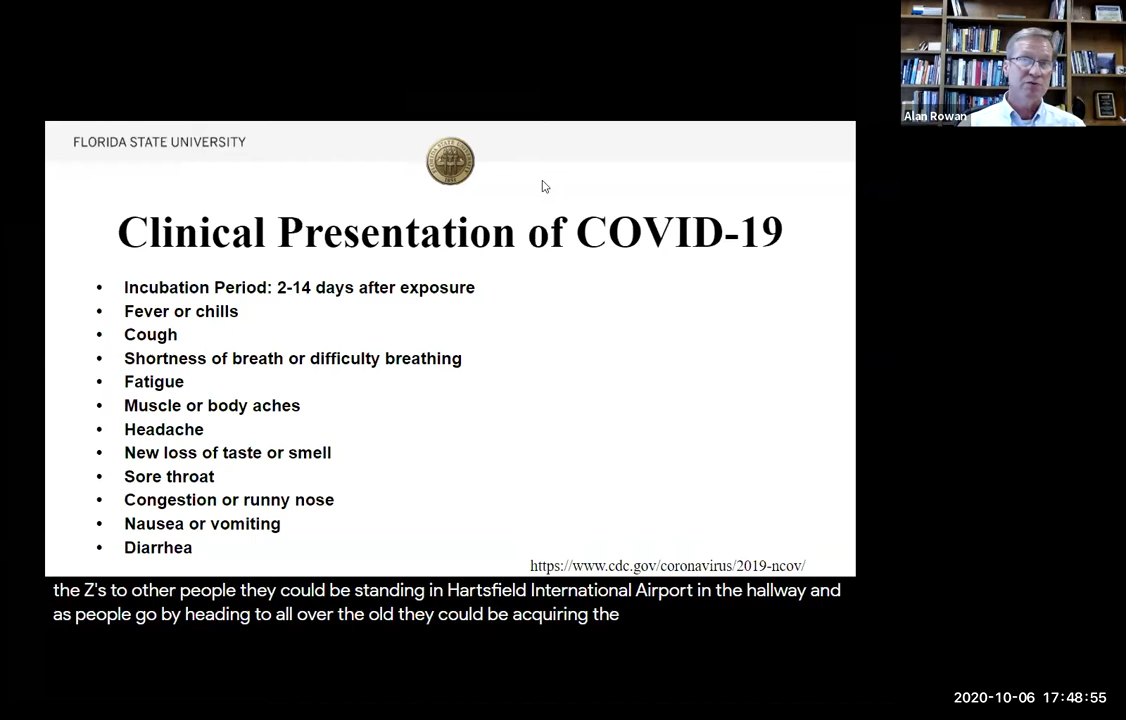 Alan Rowan
FLORIDA STATE UNIVERSITY
Clinical Presentation of COVID-19
• Incubation Period: 2-14 days after exposure
• Fever or chills
• Cough
• Shortness of breath or difficulty breathing
• Fatigue
• Muscle or body aches
• Headache
• New loss of taste or smell
• Sore throat
• Congestion or runny nose
• Nausea or vomiting
• Diarrhea
https://www.cdc.gov/coronavirus/2019-ncov/
the Z's to other people they could be standing in Hartsfield International Airport in the hallway and
as people go by heading to all over the old they could be acquiring the
2020-10-06 17:48:55